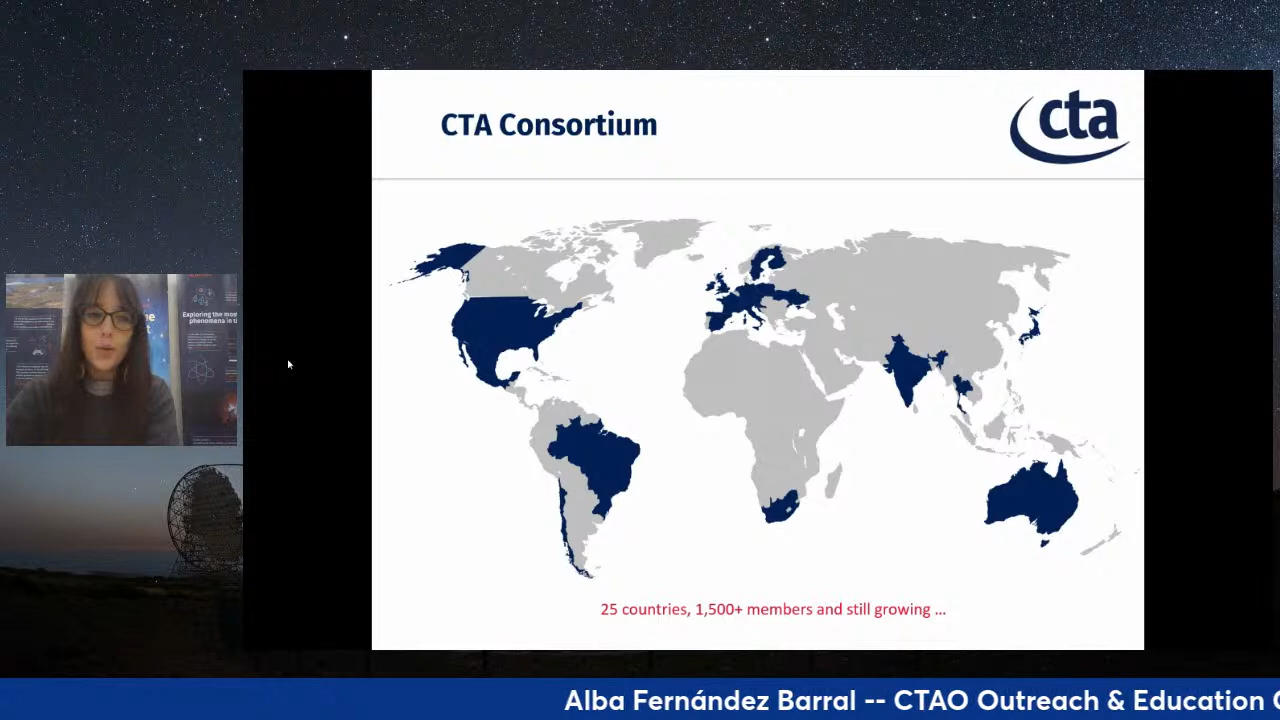 CTA Consortium
cta
Exploring the most
phenomena in t
25 countries, 1,500+ members and still growing ...
Alba Fernández Barral -- CTAO Outreach & Education